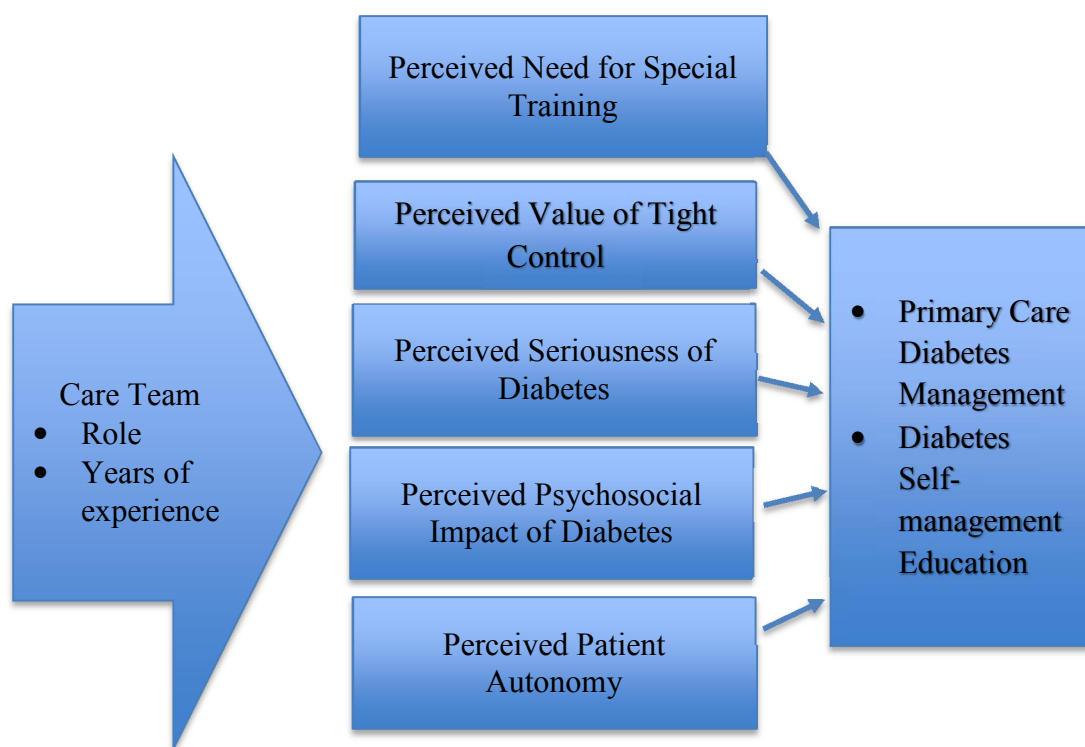 Perceived Need for Special
Training
Perceived Value of Tight
Control
Perceived Seriousness of
Diabetes
Perceived Psychosocial
Impact of Diabetes
Perceived Patient
Autonomy
Care Team
• Role
• Years of
experience
• Primary Care
Diabetes
Management
• Diabetes
Self-
management
Education